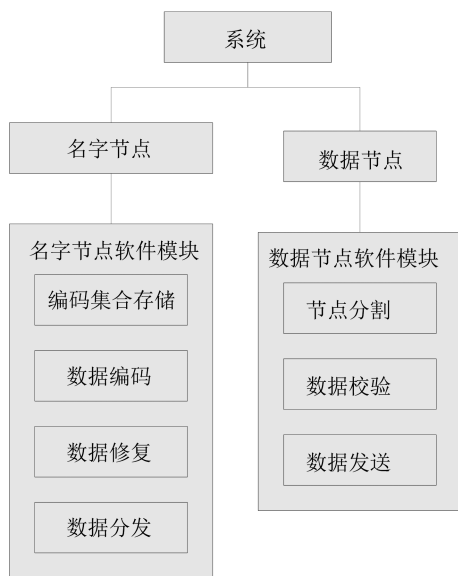 系统
名字节点
数据节点
名字节点软件模块
编码集合存储
数据编码
数据修复
数据分发
数据节点软件模块
节点分割
数据校验
数据发送